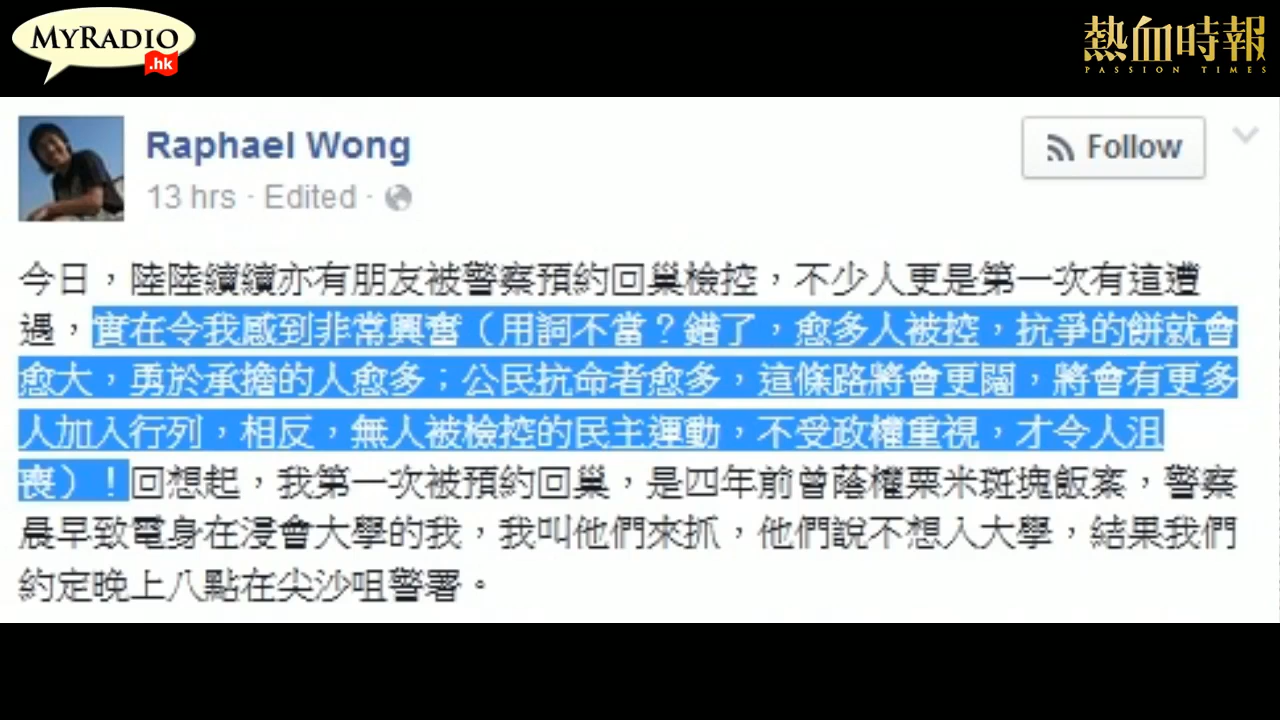 MYRADIO
.hk
熱血時報
PASSION TIMES
Raphael Wong
Follow
13 hrs · Edited ·
今日，陸陸續續亦有朋友被警察預約回巢檢控，不少人更是第一次有這遭
遇，實在令我感到非常興奮（用詞不當？錯了，愈多人被控，抗爭的餅就會
愈大，勇於承擔的人愈多；公民抗命者愈多，這條路將會更闊，將會有更多
人加入行列，相反，無人被檢控的民主運動，不受政權重視，才令人沮
喪）！回想起，我第一次被預約回巢，是四年前曾蔭權粟米斑塊飯案，警察
晨早致電身在浸會大學的我，我叫他們來抓，他們說不想入大學，結果我們
約定晚上八點在尖沙咀警署。